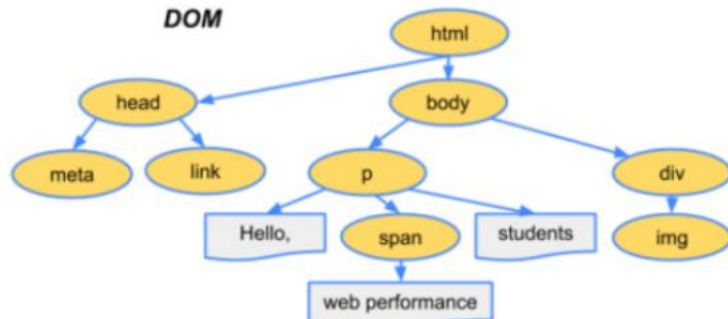 DOM
html
head
body
meta
link
p
div
Hello,
span
students
img
web performance